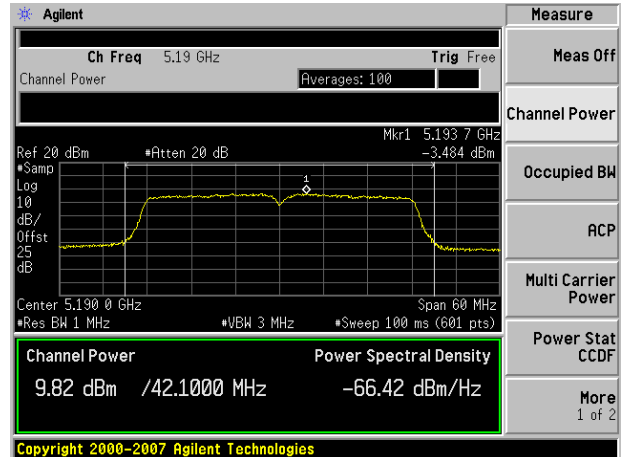 Agilent
Measure
Ch Freq 5.19 GHz Trig Free
Channel Power Averages: 100
Mkr1 5.193 7 GHz
Ref 20 dBm #Atten 20 dB -3.484 dBm
#Samp
Log
10
dB/
Offst
25
dB
1
Center 5.190 0 GHz Span 60 MHz
#Res BW 1 MHz #VBW 3 MHz #Sweep 100 ms (601 pts)
Channel Power Power Spectral Density
9.82 dBm /42.1000 MHz -66.42 dBm/Hz
Copyright 2000-2007 Agilent Technologies
Meas Off
Channel Power
Occupied BW
ACP
Multi Carrier
Power
Power Stat
CCDF
More
1 of 2